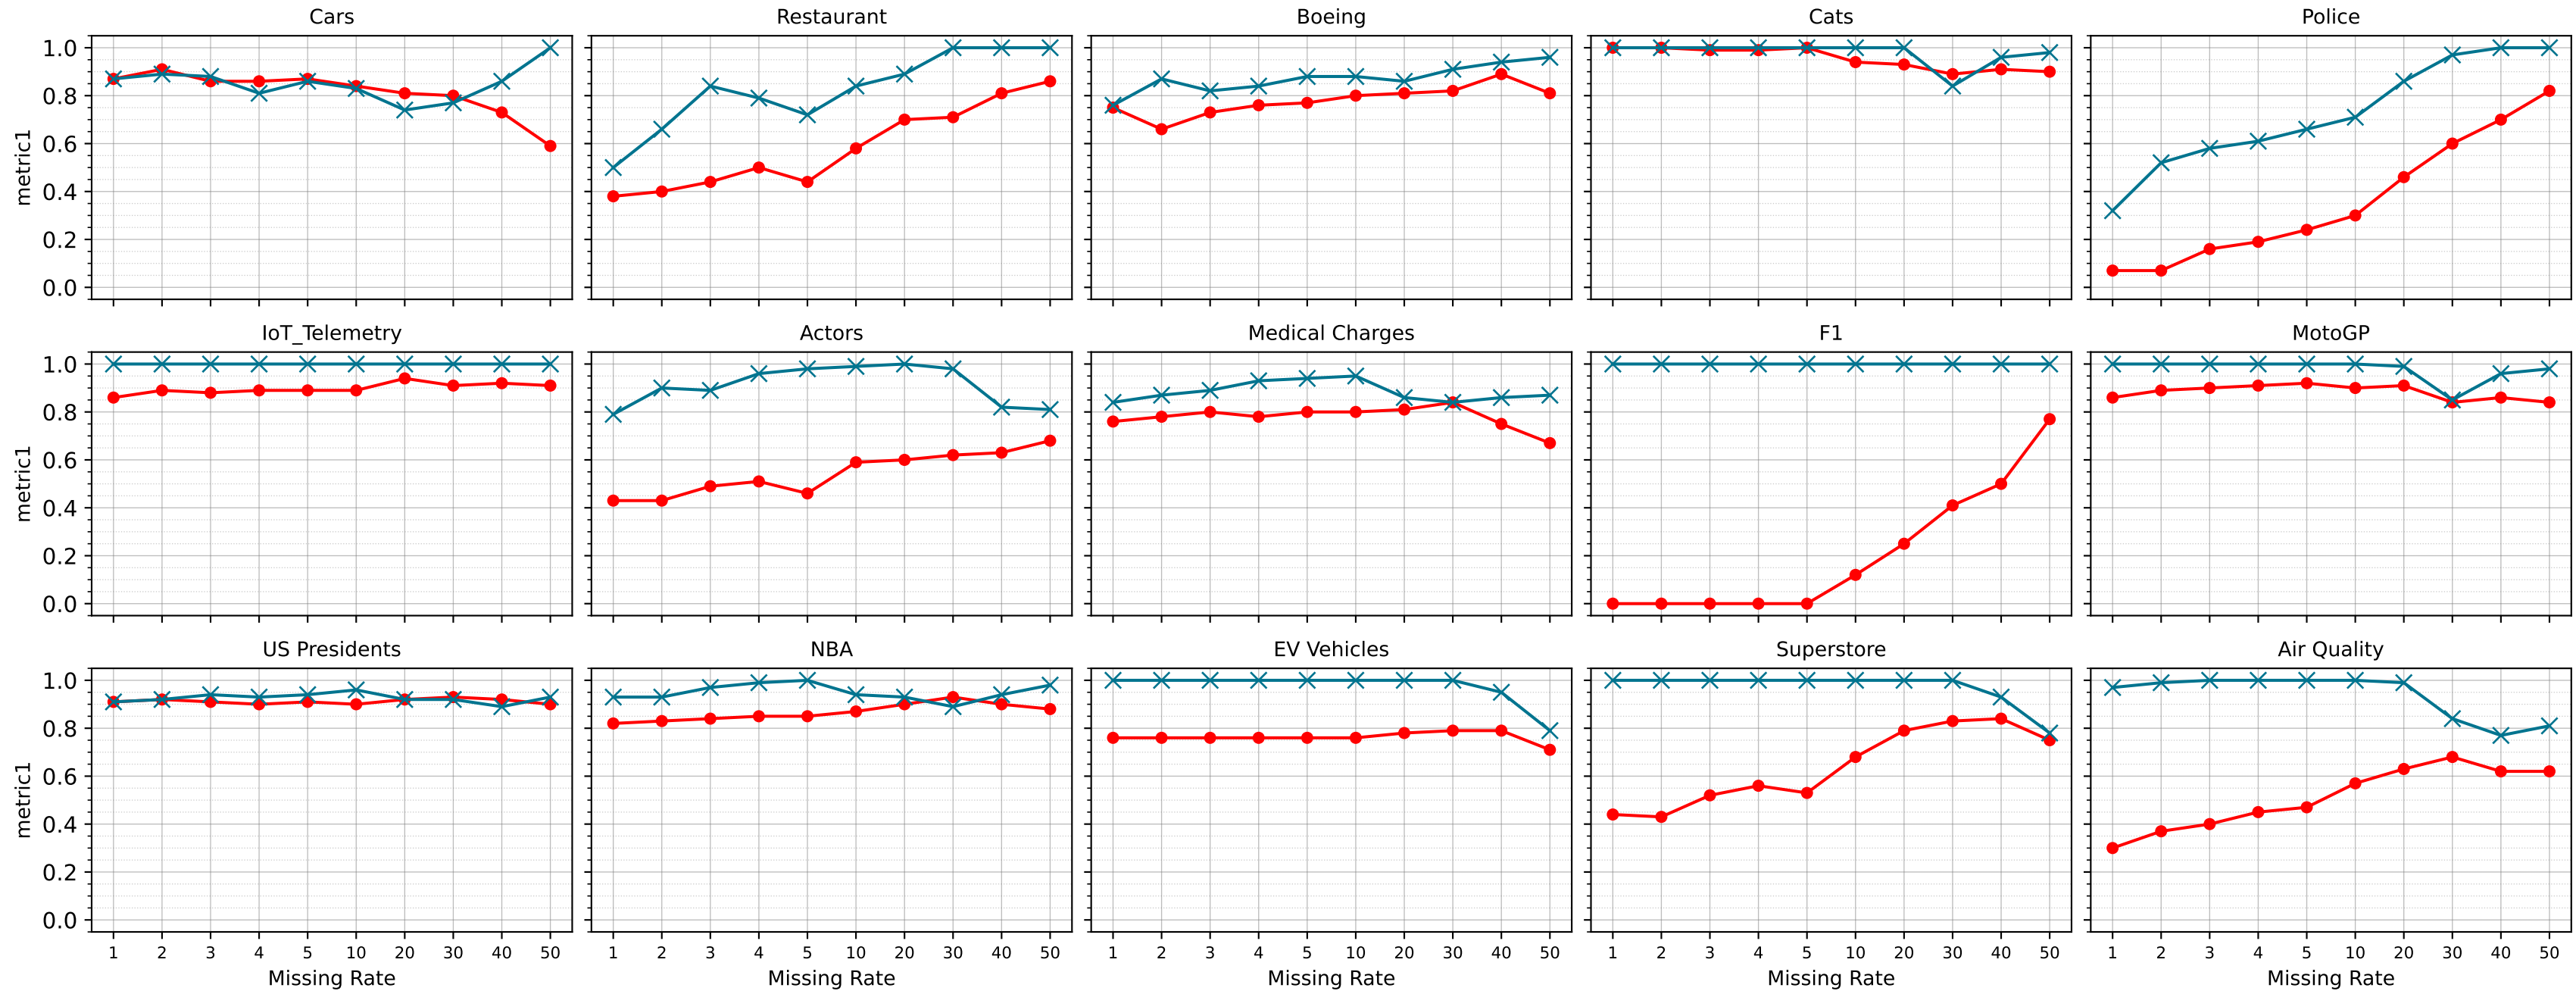 Cars Restaurant Boeing Cats Police
metric1
1.0
0.8
0.6
0.4
0.2
0.0
IoT_Telemetry Actors Medical Charges F1 MotoGP
metric1
1.0
0.8
0.6
0.4
0.2
0.0
US Presidents NBA EV Vehicles Superstore Air Quality
metric1
1.0
0.8
0.6
0.4
0.2
0.0
1 2 3 4 5 10 20 30 40 50 1 2 3 4 5 10 20 30 40 50 1 2 3 4 5 10 20 30 40 50 1 2 3 4 5 10 20 30 40 50 1 2 3 4 5 10 20 30 40 50
Missing Rate Missing Rate Missing Rate Missing Rate Missing Rate